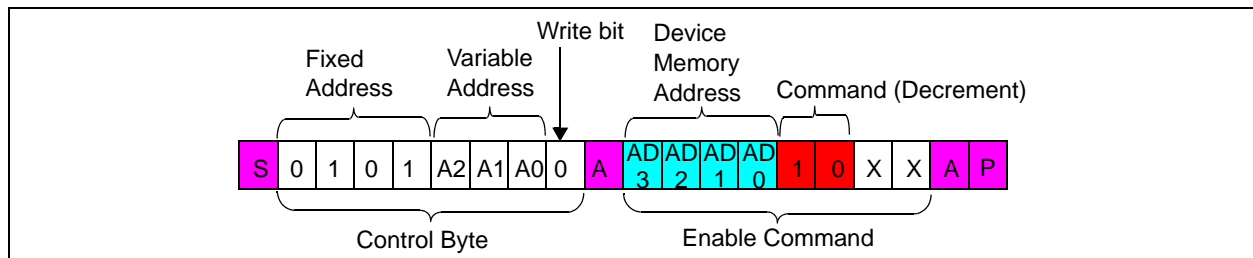 Write bit
Device
Memory
Address
Fixed
Address
Variable
Address
Command (Decrement)
S 0 1 0 1 A2 A1 A0 0 A AD3 AD2 AD1 AD0 1 0 X X A P
Control Byte
Enable Command